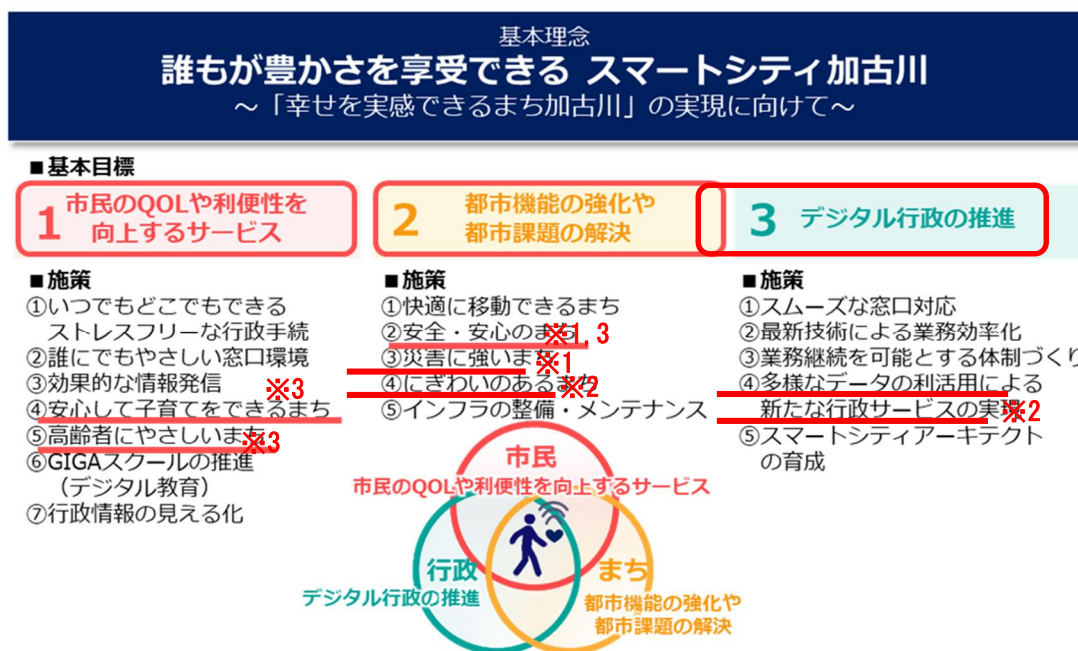 基本理念
誰もが豊かさを享受できる スマートシティ加古川
～「幸せを実感できるまち加古川」の実現に向けて～
■基本目標
1 市民のQOLや利便性を
向上するサービス
■施策
①いつでもどこでもできる
ストレスフリーな行政手続
②誰にでもやさしい窓口環境
③効果的な情報発信 ※3
④安心して子育てをできるまち
⑤高齢者にやさしいまち ※3
⑥GIGAスクールの推進
（デジタル教育）
⑦行政情報の見える化
2 都市機能の強化や
都市課題の解決
■施策
①快適に移動できるまち
②安全・安心のまち ※1,3
③災害に強いまち ※1
④にぎわいのあるまち ※2
⑤インフラの整備・メンテナンス
3 デジタル行政の推進
■施策
①スムーズな窓口対応
②最新技術による業務効率化
③業務継続を可能とする体制づくり
④多様なデータの利活用による
新たな行政サービスの実現 ※2
⑤スマートシティアーキテクト
の育成
市民
市民のQOLや利便性を向上するサービス
行政
デジタル行政の推進
まち
都市機能の強化や
都市課題の解決